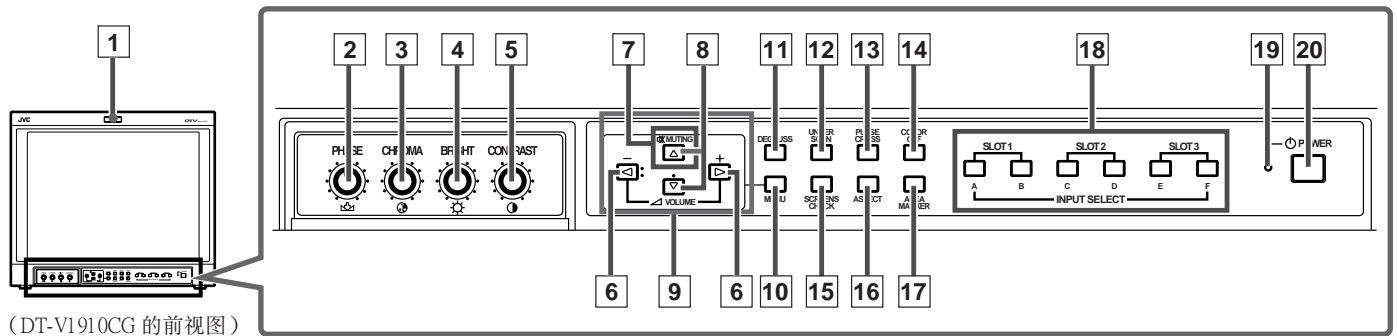 1
2 3 4 5
7 8 11 12 13 14 18 19 20
JVC
PHASE CHROMA BRIGHT CONTRAST
MUTING
– +
VOLUME
DEGAUSS
UNDER SCAN
PULSE CROSS
COLOR OFF
MENU
SCREENS CHECK
ASPECT
AREA MARKER
SLOT 1 SLOT 2 SLOT 3
A B C D E F
INPUT SELECT
POWER
6 9 6 10 15 16 17
(DT-V1910CG 的前视图)